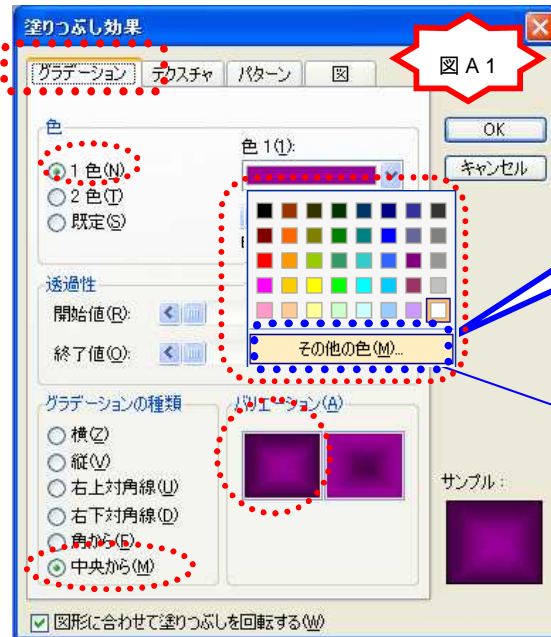 塗りつぶし効果
図 A 1
グラデーション テクスチャ パターン 図
色
1 色(N)
2 色(T)
既定(S)
色 1(1):
OK
キャンセル
その他の色(M)...
透過性
開始値(R):
終了値(O):
グラデーションの種類
横(Z)
縦(V)
右上対角線(U)
右下対角線(D)
角から(F)
中央から(M)
バリエーション(A)
サンプル:
図形に合わせて塗りつぶしを回転する(W)